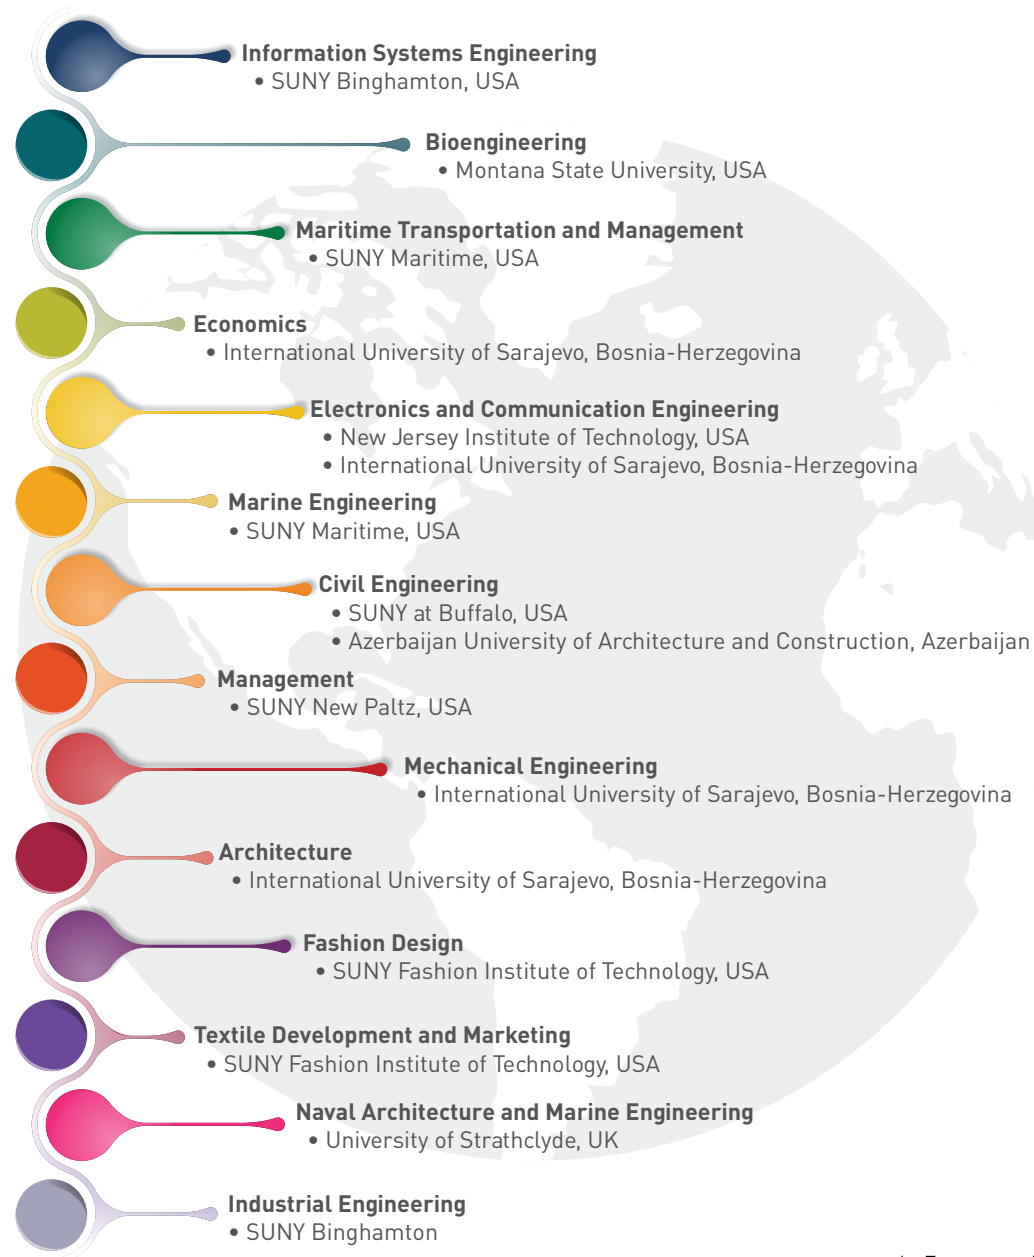 Information Systems Engineering
• SUNY Binghamton, USA
Bioengineering
• Montana State University, USA
Maritime Transportation and Management
• SUNY Maritime, USA
Economics
• International University of Sarajevo, Bosnia-Herzegovina
Electronics and Communication Engineering
• New Jersey Institute of Technology, USA
• International University of Sarajevo, Bosnia-Herzegovina
Marine Engineering
• SUNY Maritime, USA
Civil Engineering
• SUNY at Buffalo, USA
• Azerbaijan University of Architecture and Construction, Azerbaijan
Management
• SUNY New Paltz, USA
Mechanical Engineering
• International University of Sarajevo, Bosnia-Herzegovina
Architecture
• International University of Sarajevo, Bosnia-Herzegovina
Fashion Design
• SUNY Fashion Institute of Technology, USA
Textile Development and Marketing
• SUNY Fashion Institute of Technology, USA
Naval Architecture and Marine Engineering
• University of Strathclyde, UK
Industrial Engineering
• SUNY Binghamton